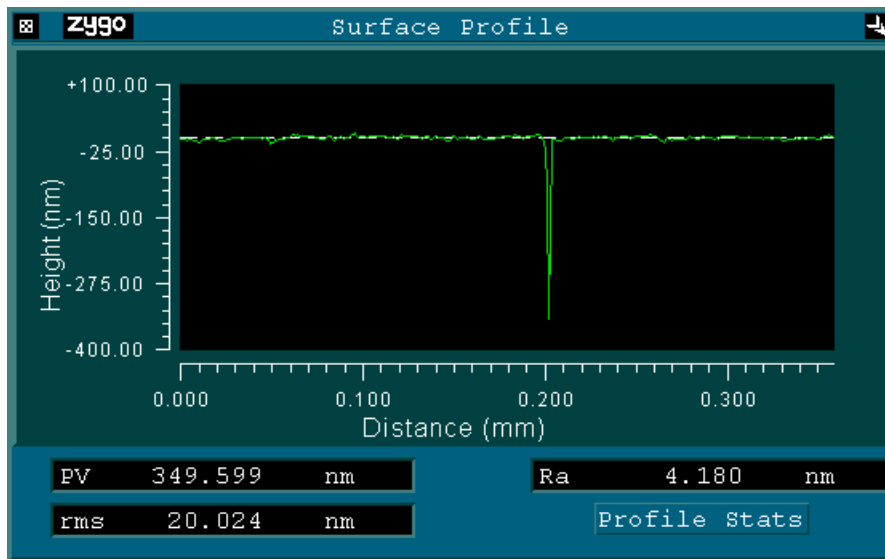 zygo Surface Profile
+100.00
-25.00
-150.00
-275.00
-400.00
Height (nm)
0.000 0.100 0.200 0.300
Distance (mm)
PV 349.599 nm
Ra 4.180 nm
rms 20.024 nm
Profile Stats